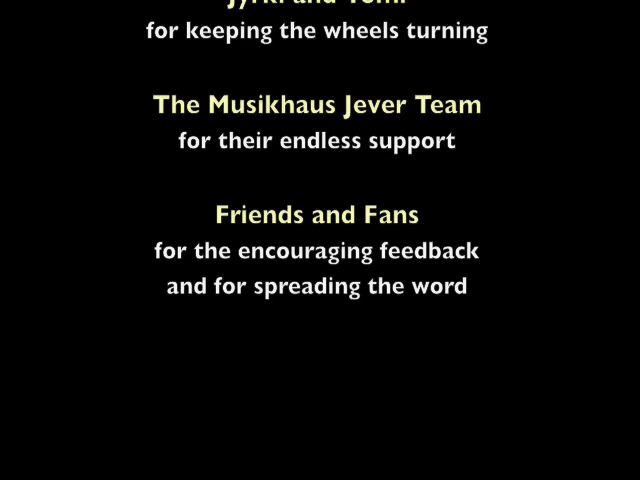 Jyrki and Tomi
for keeping the wheels turning
The Musikhaus Jever Team
for their endless support
Friends and Fans
for the encouraging feedback
and for spreading the word